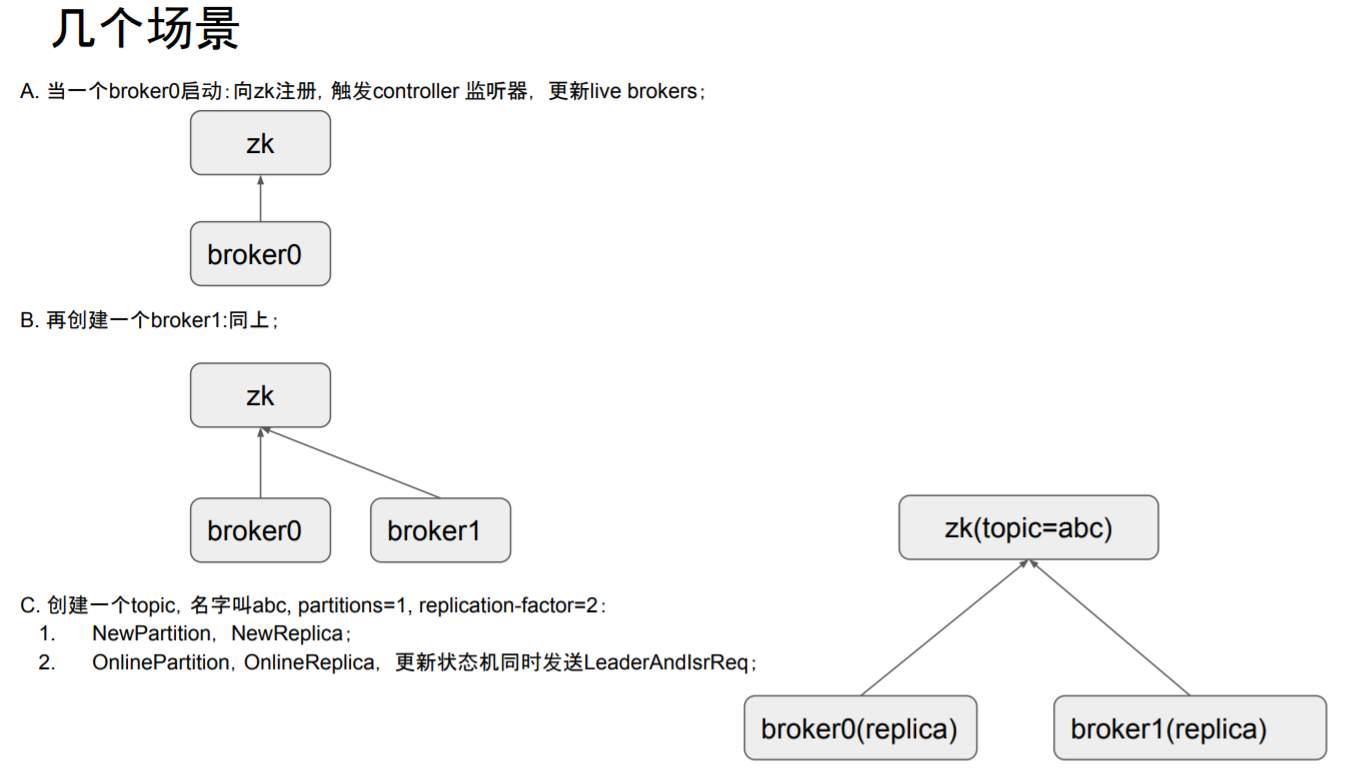 几个场景
A. 当一个broker0启动：向zk注册, 触发controller 监听器， 更新live brokers；
zk
broker0
B. 再创建一个broker1:同上；
zk
broker0
broker1
C. 创建一个topic, 名字叫abc, partitions=1, replication-factor=2：
1. NewPartition，NewReplica；
2. OnlinePartition, OnlineReplica， 更新状态机同时发送LeaderAndIsrReq；
zk(topic=abc)
broker0(replica)
broker1(replica)